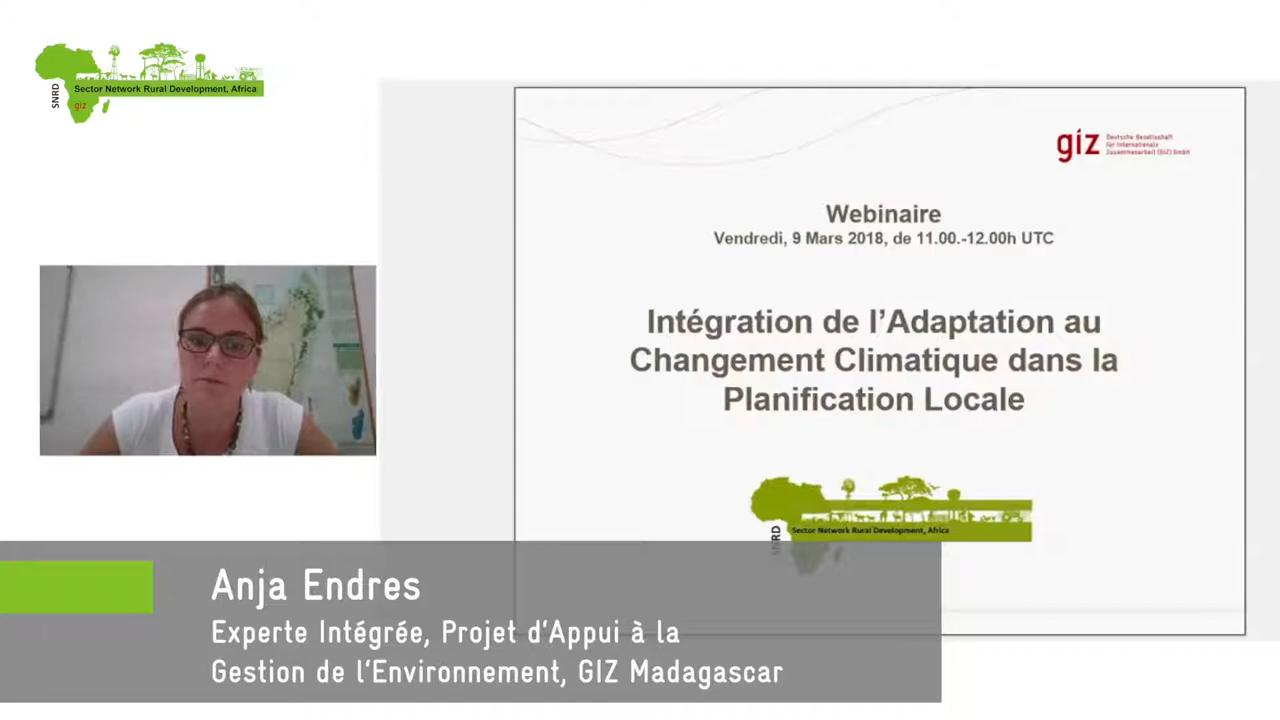 SNRD
Sector Network Rural Development, Africa
giz
giz
Deutsche Gesellschaft
für Internationale
Zusammenarbeit (GIZ) GmbH
Webinaire
Vendredi, 9 Mars 2018, de 11.00.-12.00h UTC
Intégration de l'Adaptation au
Changement Climatique dans la
Planification Locale
SNRD
Sector Network Rural Development, Africa
Anja Endres
Experte Intégrée, Projet d'Appui à la
Gestion de l'Environnement, GIZ Madagascar